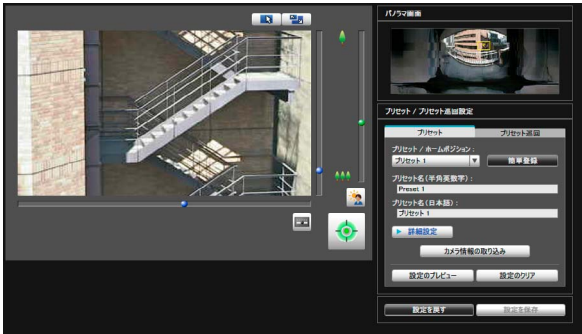 パノラマ画面
プリセット / プリセット巡回設定
プリセット
プリセット巡回
プリセット / ホームポジション :
プリセット 1
簡単登録
プリセット名(半角英数字) :
Preset 1
プリセット名(日本語) :
プリセット 1
詳細設定
カメラ情報の取り込み
設定のプレビュー
設定のクリア
設定を戻す
設定を保存